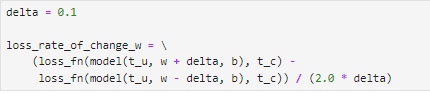 delta = 0.1
loss_rate_of_change_w = \
(loss_fn(model(t_u, w + delta, b), t_c) -
loss_fn(model(t_u, w - delta, b), t_c)) / (2.0 * delta)